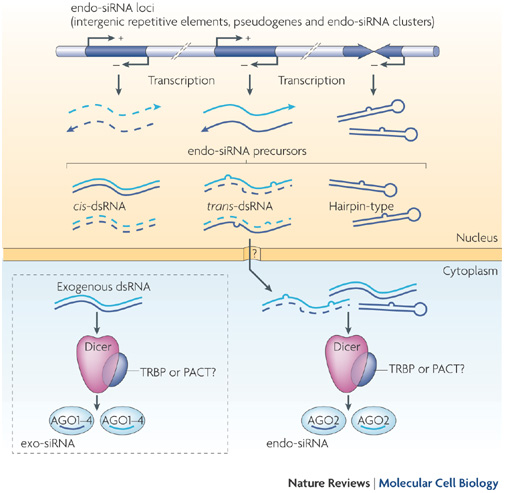 endo-siRNA loci
(intergenic repetitive elements, pseudogenes and endo-siRNA clusters)
+
+
–
–
–
Transcription
Transcription
endo-siRNA precursors
cis-dsRNA
trans-dsRNA
Hairpin-type
Nucleus
?
Cytoplasm
Exogenous dsRNA
Dicer
TRBP or PACT?
AGO1–4
AGO1–4
exo-siRNA
Dicer
TRBP or PACT?
AGO2
AGO2
endo-siRNA
Nature Reviews | Molecular Cell Biology